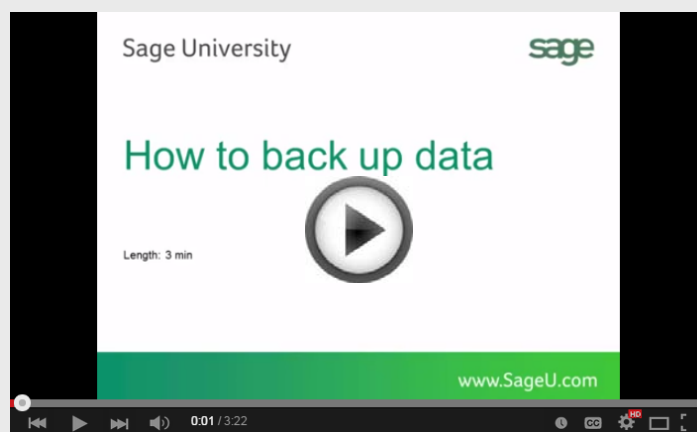 Sage University
sage
How to back up data
Length: 3 min
www.SageU.com
0:01 / 3:22
CC
HD